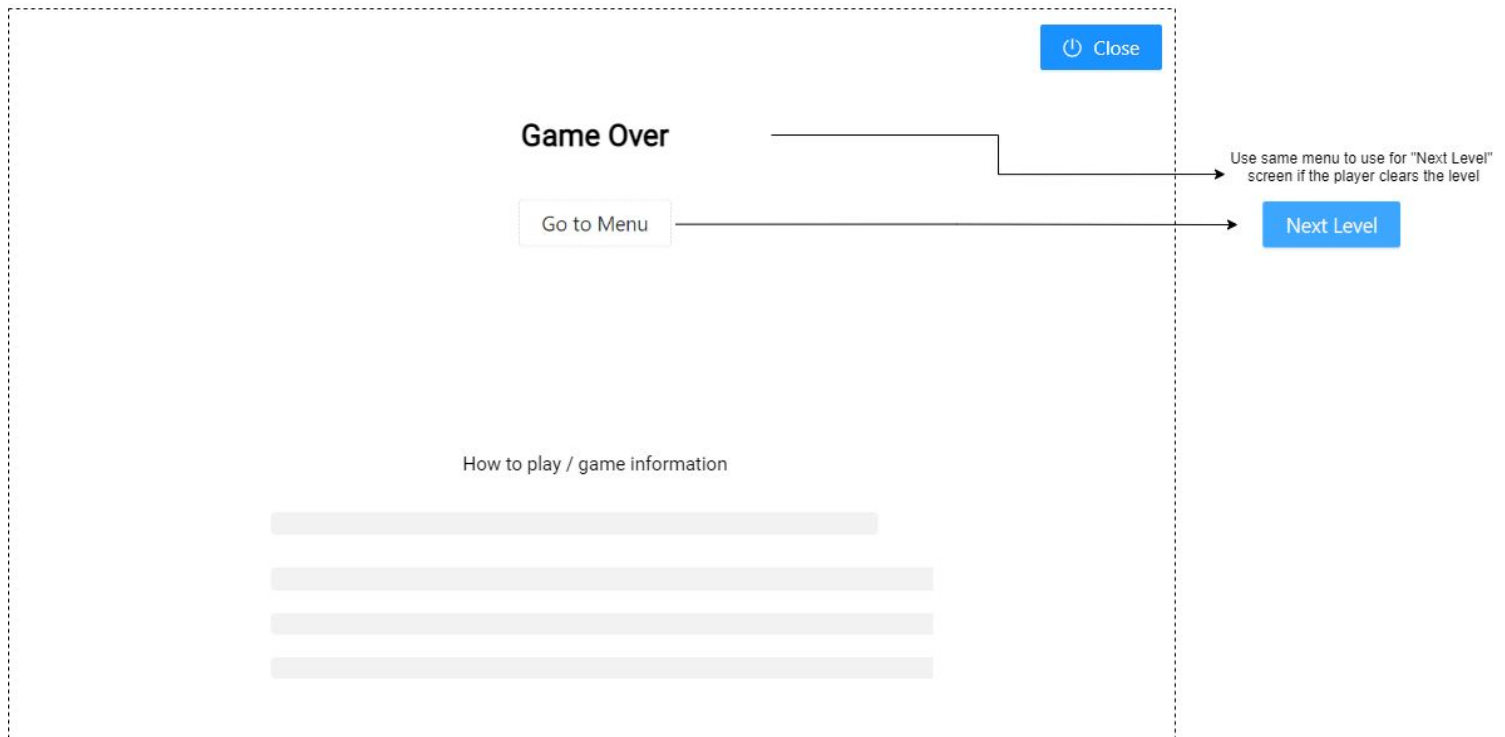 Close
Game Over
Use same menu to use for "Next Level"
screen if the player clears the level
Go to Menu
Next Level
How to play / game information